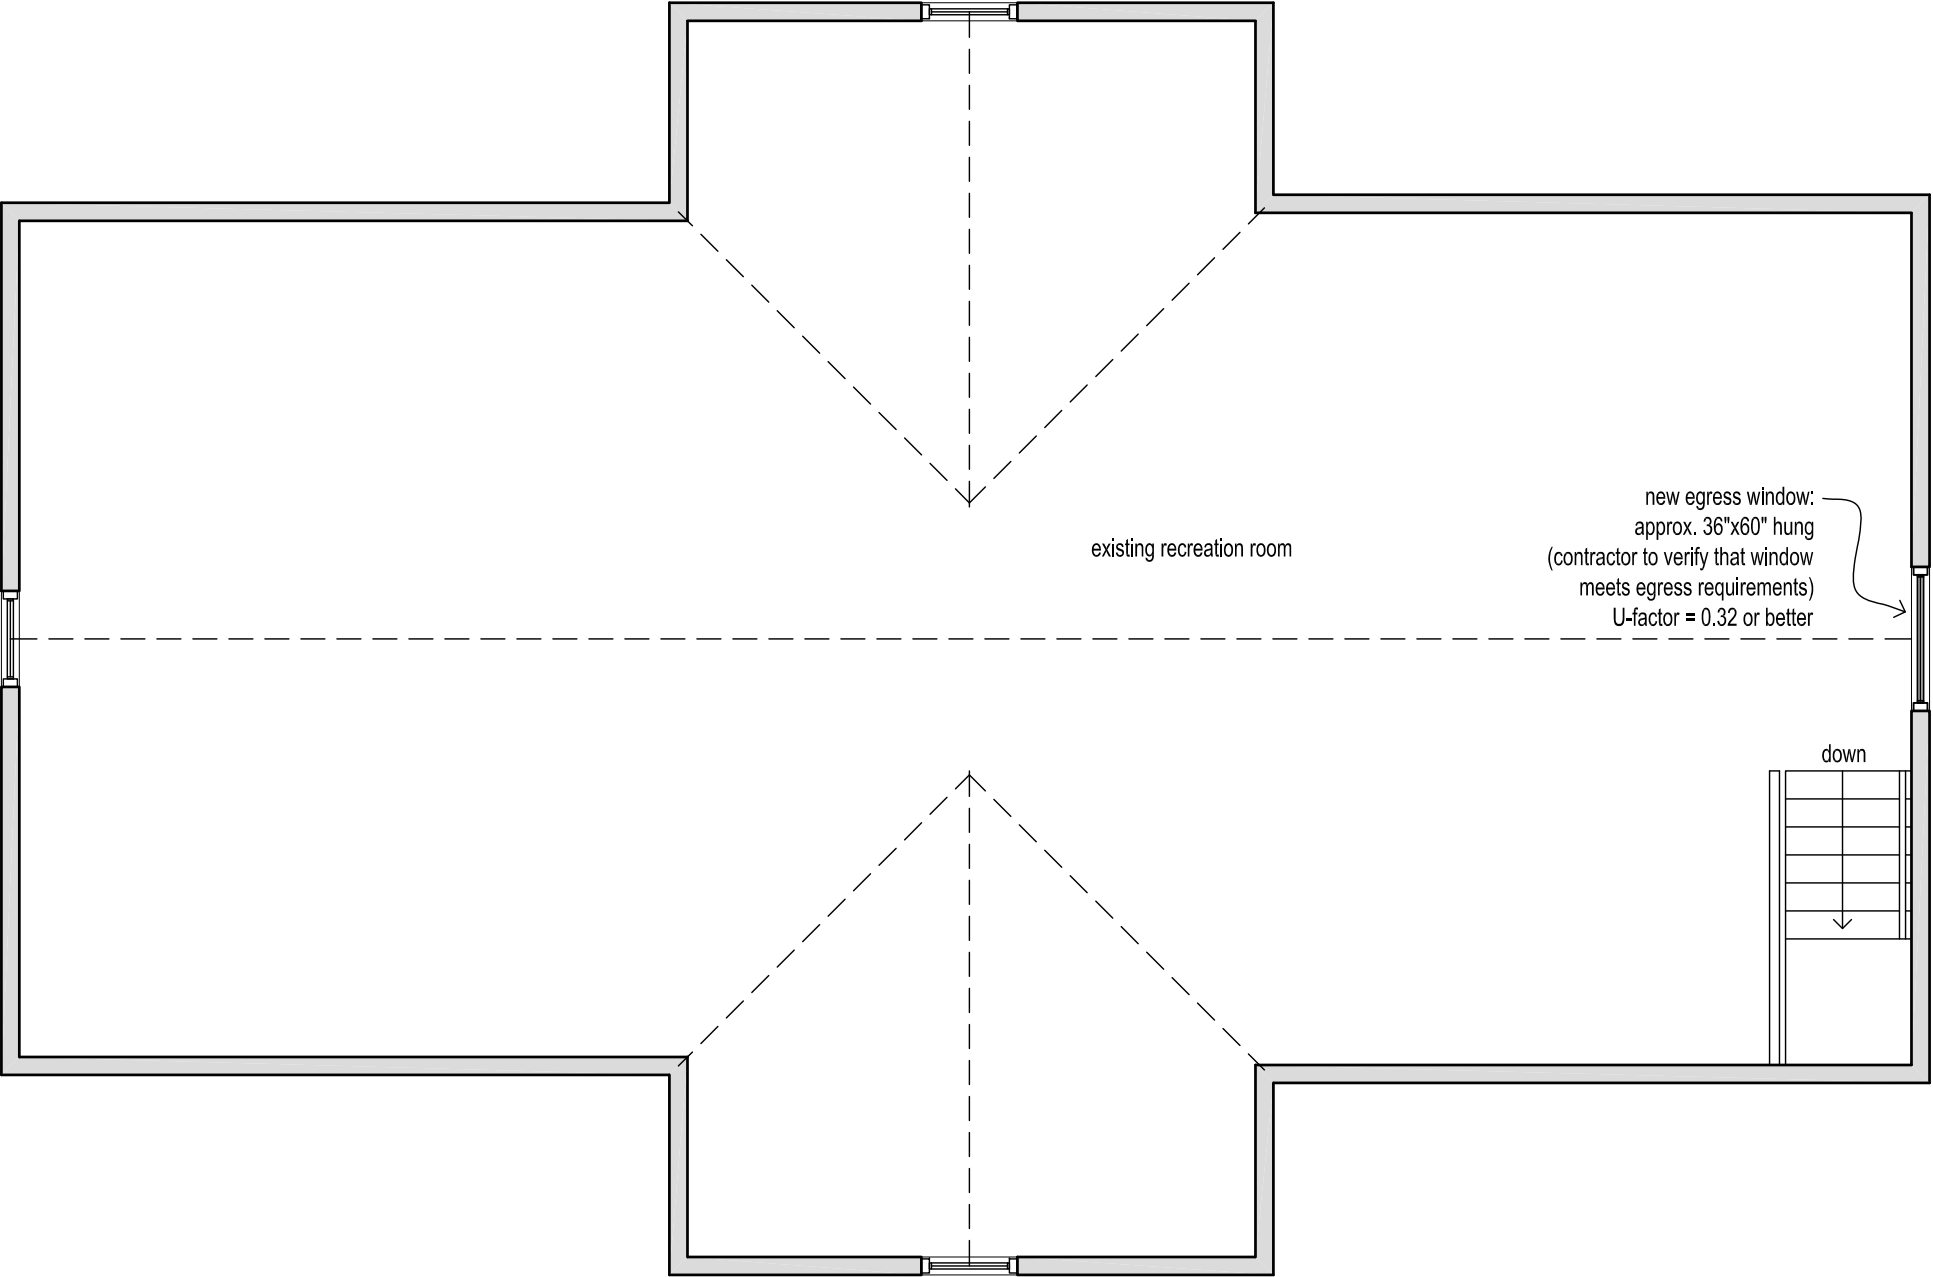 existing recreation room
new egress window:
approx. 36"x60" hung
(contractor to verify that window
meets egress requirements)
U-factor = 0.32 or better
down